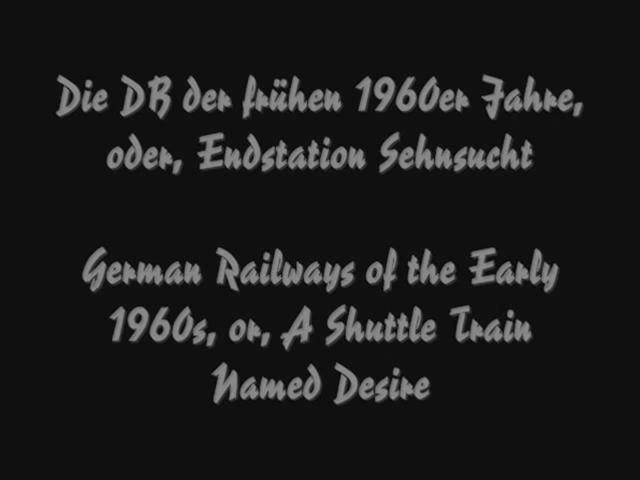 Die DB der frühen 1960er Jahre,
oder, Endstation Sehnsucht
German Railways of the Early
1960s, or, A Shuttle Train
Named Desire